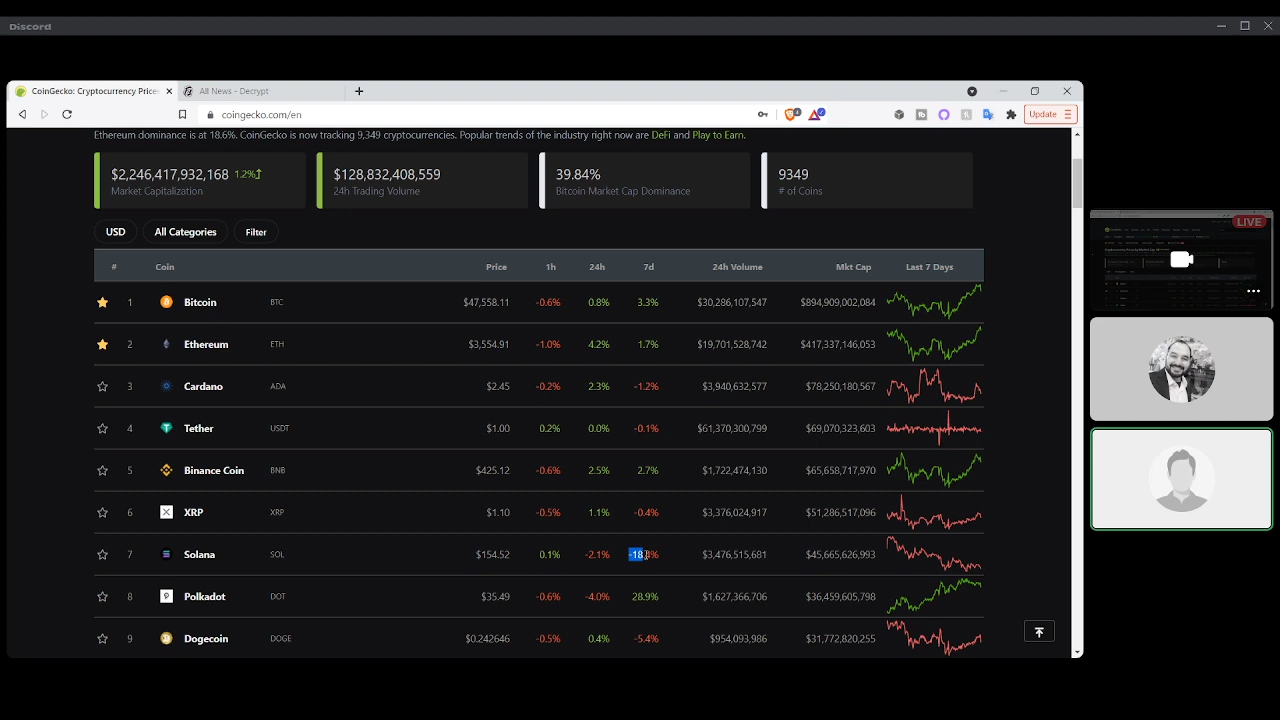 Discord
CoinGecko: Cryptocurrency Price
All News - Decrypt
coingecko.com/en
Update
Ethereum dominance is at 18.6%. CoinGecko is now tracking 9,349 cryptocurrencies. Popular trends of the industry right now are DeFi and Play to Earn.
$2,246,417,932,168 1.2%
Market Capitalization
$128,832,408,559
24h Trading Volume
39.84%
Bitcoin Market Cap Dominance
9349
# of Coins
LIVE
USD All Categories Filter
# Coin Price 1h 24h 7d 24h Volume Mkt Cap Last 7 Days
1 Bitcoin BTC $47,558.11 -0.6% 0.8% 3.3% $30,286,107,547 $894,909,002,084
2 Ethereum ETH $3,554.91 -1.0% 4.2% 1.7% $19,701,528,742 $417,337,146,053
3 Cardano ADA $2.45 -0.2% 2.3% -1.2% $3,940,632,577 $78,250,180,567
4 Tether USDT $1.00 0.2% 0.0% -0.1% $61,370,300,799 $69,070,323,603
5 Binance Coin BNB $425.12 -0.6% 2.5% 2.7% $1,722,474,130 $65,658,717,970
6 XRP XRP $1.10 -0.5% 1.1% -0.4% $3,376,024,917 $51,286,517,096
7 Solana SOL $154.52 0.1% -2.1% $3,476,515,681 $45,665,626,993
8 Polkadot DOT $35.49 -0.6% -4.0% 28.9% $1,627,366,706 $36,459,605,798
9 Dogecoin DOGE $0.242646 -0.5% 0.4% -5.4% $954,093,986 $31,772,820,255